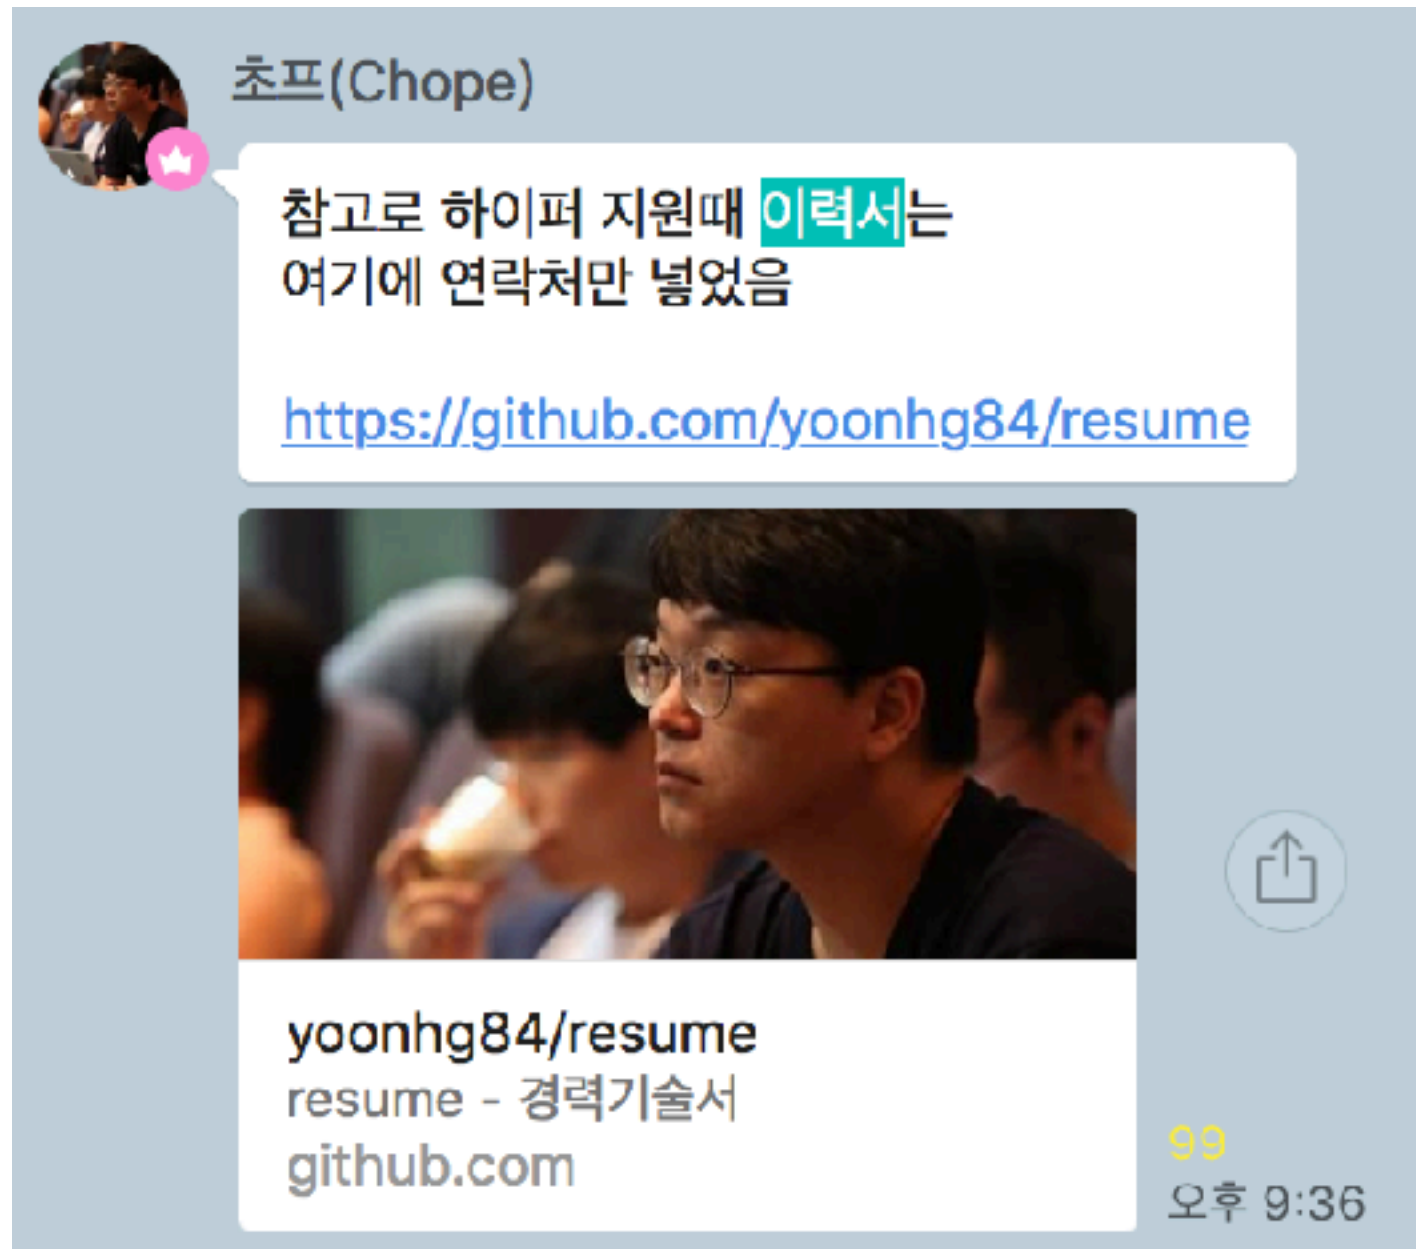 초프(Chope)
참고로 하이퍼 지원때 이력서는
여기에 연락처만 넣었음
https://github.com/yoonhg84/resume
yoonhg84/resume
resume - 경력기술서
github.com
99
오후 9:36